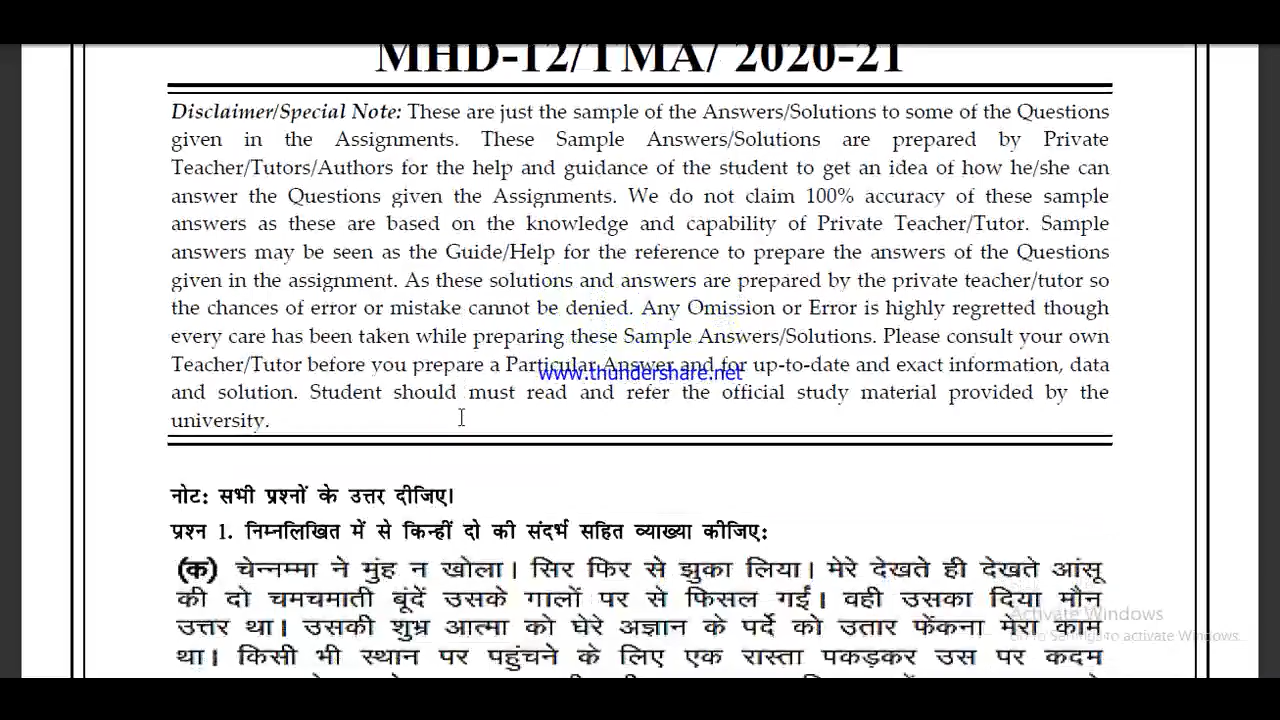 MHD-12/TMA/ 2020-21
Disclaimer/Special Note: These are just the sample of the Answers/Solutions to some of the Questions
given in the Assignments. These Sample Answers/Solutions are prepared by Private
Teacher/Tutors/Authors for the help and guidance of the student to get an idea of how he/she can
answer the Questions given the Assignments. We do not claim 100% accuracy of these sample
answers as these are based on the knowledge and capability of Private Teacher/Tutor. Sample
answers may be seen as the Guide/Help for the reference to prepare the answers of the Questions
given in the assignment. As these solutions and answers are prepared by the private teacher/tutor so
the chances of error or mistake cannot be denied. Any Omission or Error is highly regretted though
every care has been taken while preparing these Sample Answers/Solutions. Please consult your own
Teacher/Tutor before you prepare a Particular Answer and for up-to-date and exact information, data
www.thundershare.net
and solution. Student should must read and refer the official study material provided by the
university.
नोट: सभी प्रश्नों के उत्तर दीजिए।
प्रश्न 1. निम्नलिखित में से किन्हीं दो की संदर्भ सहित व्याख्या कीजिए:
(क) चेन्नम्मा ने मुंह न खोला। सिर फिर से झुका लिया। मेरे देखते ही देखते आंसू
की दो चमचमाती बूंदें उसके गालों पर से फिसल गईं। वही उसका दिया मौन
उत्तर था। उसकी शुभ्र आत्मा को घेरे अज्ञान के पर्दे को उतार फेंकना मेरा काम
था। किसी भी स्थान पर पहुंचने के लिए एक रास्ता पकड़कर उस पर कदम
Activate Windows
Go to Settings to activate Windows.